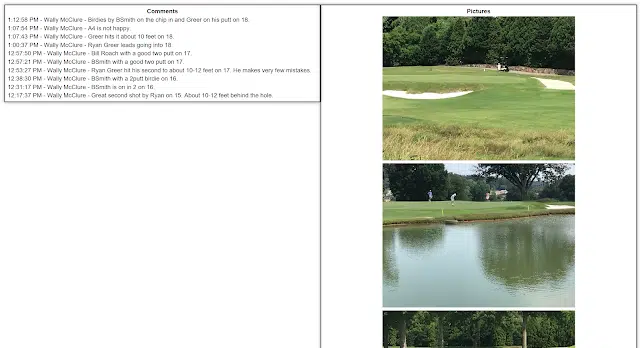 Comments
1:12:58 PM - Wally McClure - Birdies by BSmith on the chip in and Greer on his putt on 18.
1:07:54 PM - Wally McClure - A4 is not happy
1:07:43 PM - Wally McClure - Greer hits it about 10 feet on 18.
1:00:37 PM - Wally McClure - Ryan Greer leads going into 18
12:57:50 PM - Wally McClure - Bill Roach with a good two putt on 17.
12:57:21 PM - Wally McClure - BSmith with a good two putt.
12:53:27 PM - Wally McClure - Ryan Greer hit his second to about 10-12 feet on 17. He makes very few mistakes.
12:38:30 PM - Wally McClure - BSmith with a 2putt birdie on 16.
12:31:17 PM - Wally McClure - BSmith is on in 2 on 16.
12:17:37 PM - Wally McClure - Great second shot by Ryan on 15. About 10-12 feet behind the hole.
Pictures